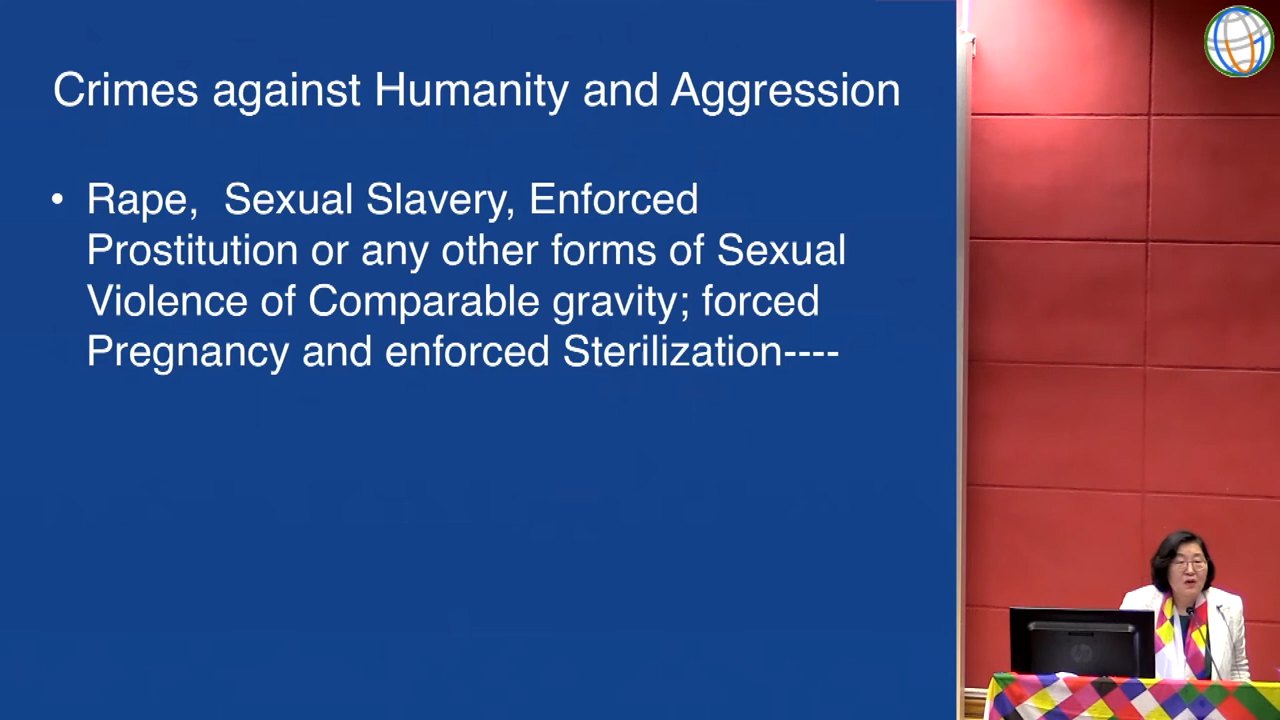 Crimes against Humanity and Aggression
• Rape,  Sexual Slavery, Enforced
Prostitution or any other forms of Sexual
Violence of Comparable gravity; forced
Pregnancy and enforced Sterilization----